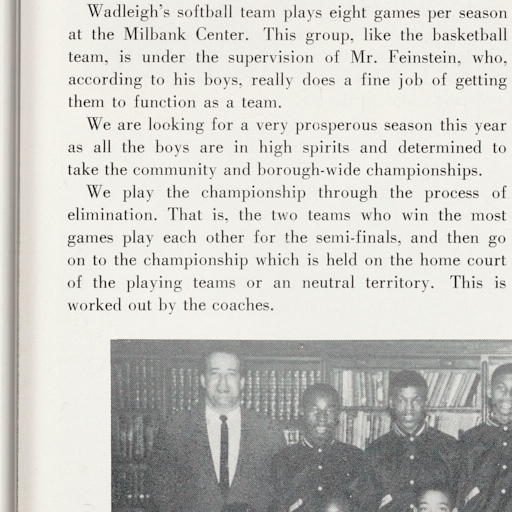 Wadleigh's softball team plays eight games per season
at the Milbank Center. This group, like the basketball
team, is under the supervision of Mr. Feinstein, who,
according to his boys, really does a fine job of getting
them to function as a team.
We are looking for a very prosperous season this year
as all the boys are in high spirits and determined to
take the community and borough-wide championships.
We play the championship through the process of
elimination. That is, the two teams who win the most
games play each other for the semi-finals, and then go
on to the championship which is held on the home court
of the playing teams or an neutral territory. This is
worked out by the coaches.